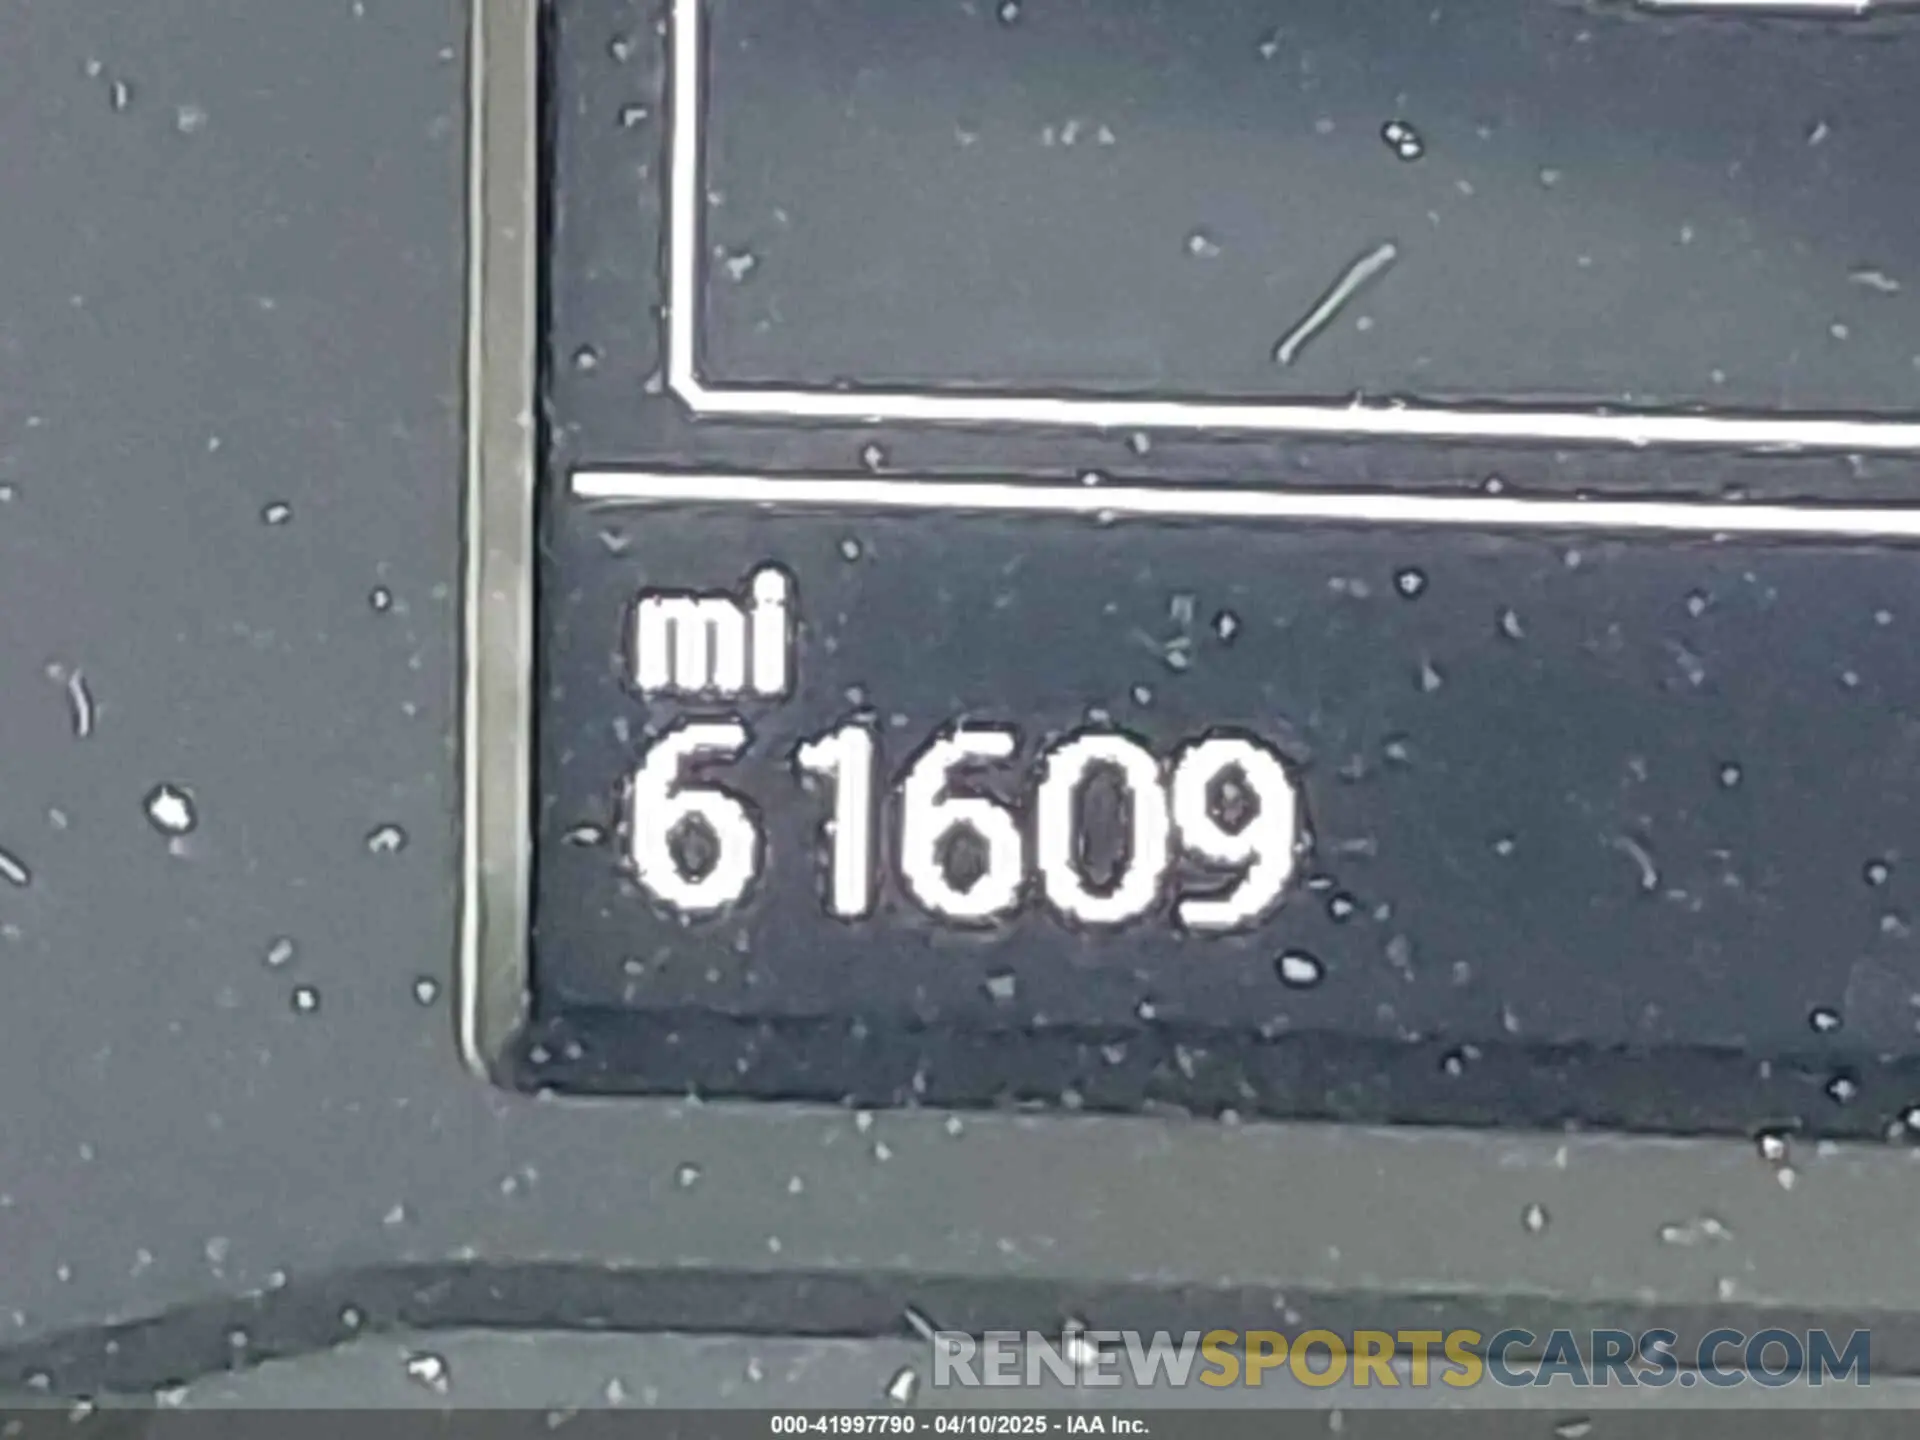 mi
61609
RENEWSPORTSCARS.COM
000-41997790 - 04/10/2025 - IAA Inc.